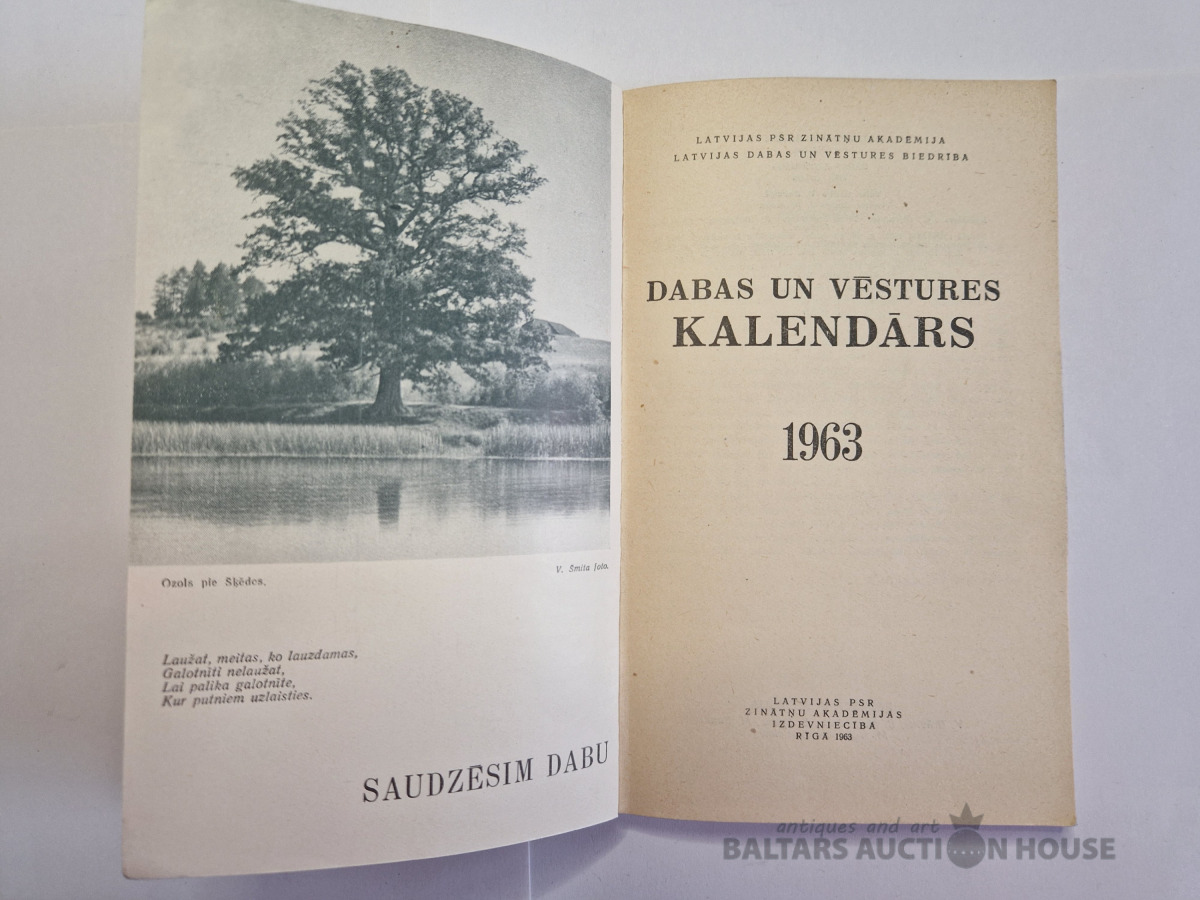 Ozols pie Šķēdes.
V. Šmita foto.
Laužat, meitas, ko lauzdamas,
Galotnīti nelaužat,
Lai palika galotnīte,
Kur putniem uzlaisties.
SAUDZĒSIM DABU
LATVIJAS PSR ZINĀTŅU AKADĒMIJA
LATVIJAS DABAS UN VĒSTURES BIEDRĪBA
DABAS UN VĒSTURES
KALENDĀRS
1963
LATVIJAS PSR
ZINĀTŅU AKADĒMIJAS
IZDEVNIECĪBA
RĪGĀ 1963
antiques and art
BALTARS AUCTION HOUSE